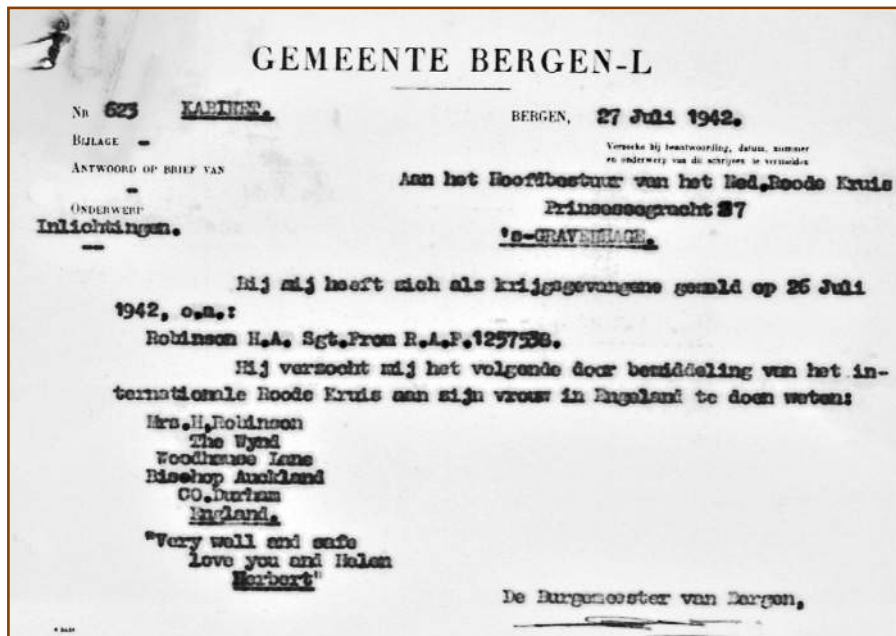 GEMEENTE BERGEN-L
Nr 623 KABINET.
BERGEN, 27 Juli 1942.
BIJLAGE -
Verzoeke bij beantwoording, datum, nummer
en onderwerp van dit schrijven te vermelden
ANTWOORD OP BRIEF VAN
-
Aan het Hoofdbestuur van het Ned.Roode Kruis
Prinsessegracht 27
ONDERWERP
Inlichtingen.
's-GRAVENHAGE.
Bij mij heeft zich als krijgsgevangene gemeld op 26 Juli
1942, o.m.:
Robinson H.A. Sgt.From R.A.F.1257538.
Hij verzocht mij het volgende door bemiddeling van het in-
ternationale Roode Kruis aan zijn vrouw in Engeland te doen weten:
Mrs.H.Robinson
The Wynd
Woodhouse Lane
Bisschop Auckland
CO.Durham
England.
"Very well and safe
love you and Helen
Herbert"
De Burgemeester van Bergen,